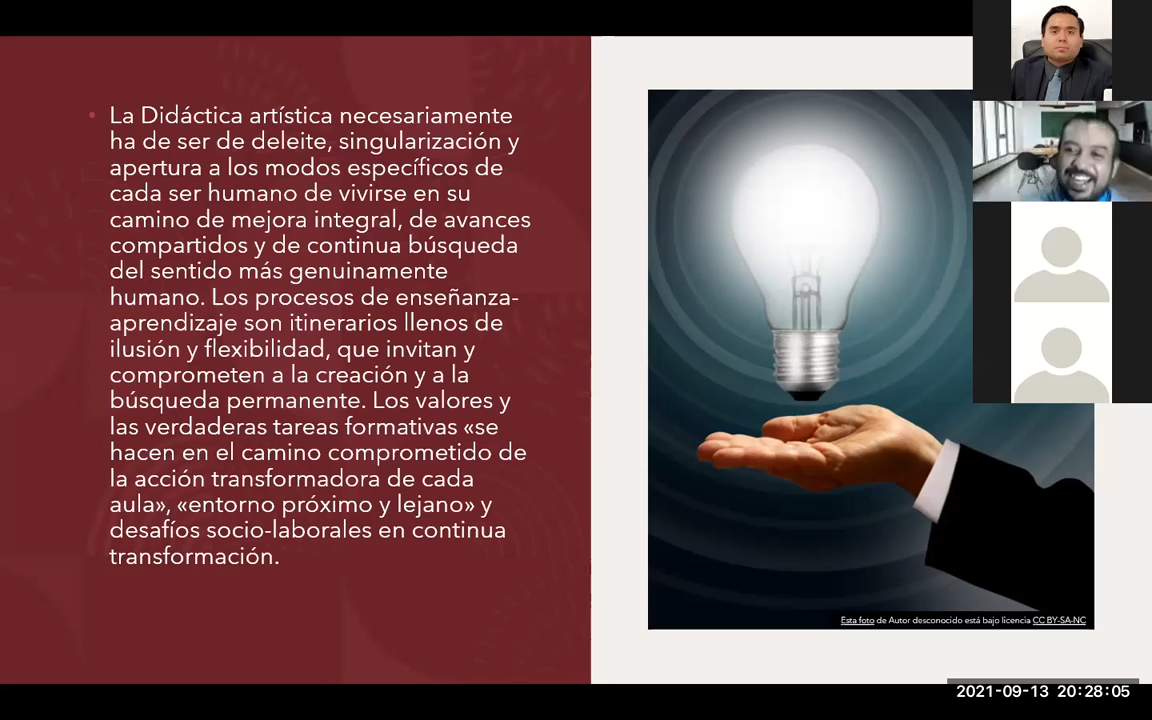 • La Didáctica artística necesariamente
ha de ser de deleite, singularización y
apertura a los modos específicos de
cada ser humano de vivirse en su
camino de mejora integral, de avances
compartidos y de continua búsqueda
del sentido más genuinamente
humano. Los procesos de enseñanza-
aprendizaje son itinerarios llenos de
ilusión y flexibilidad, que invitan y
comprometen a la creación y a la
búsqueda permanente. Los valores y
las verdaderas tareas formativas «se
hacen en el camino comprometido de
la acción transformadora de cada
aula», «entorno próximo y lejano» y
desafíos socio-laborales en continua
transformación.
Esta foto de Autor desconocido está bajo licencia CC BY-SA-NC
2021-09-13 20:28:05